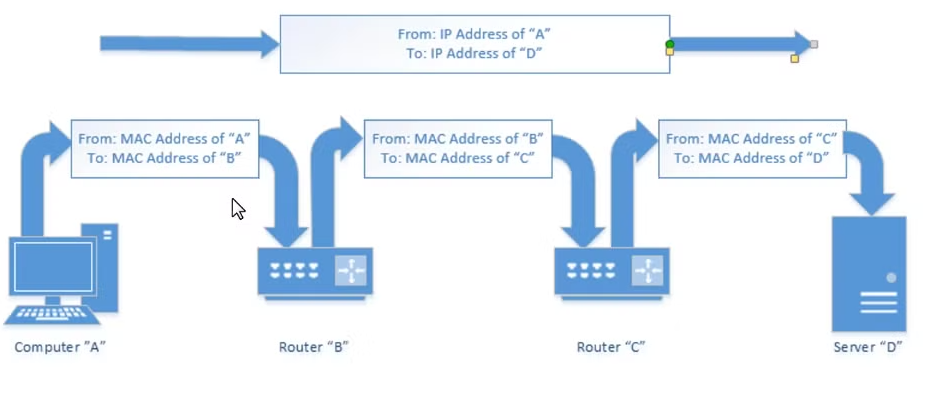 From: IP Address of “A”
To: IP Address of “D”
From: MAC Address of “A”
To: MAC Address of “B”
From: MAC Address of “B”
To: MAC Address of “C”
From: MAC Address of “C”
To: MAC Address of “D”
Computer “A”
Router “B”
Router “C”
Server “D”